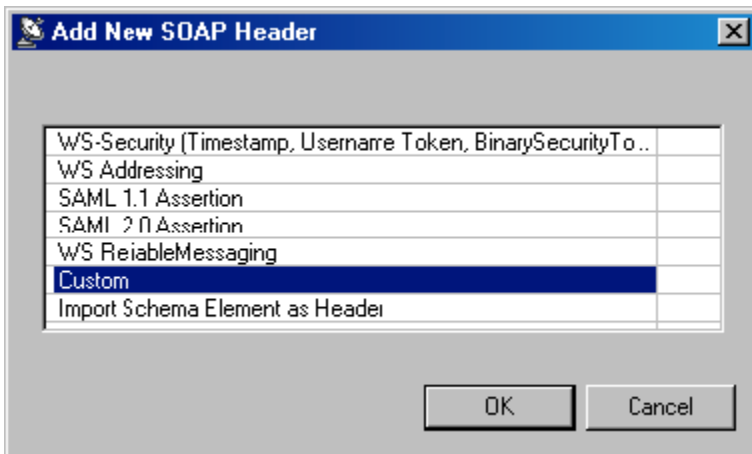 Add New SOAP Header
WS-Security (Timestamp, Username Token, BinarySecurityTo..
WS Addressing
SAML 1.1 Assertion
SAML 2.0 Assertion
WS ReiableMessaging
Custom
Import Schema Element as Header
OK
Cancel